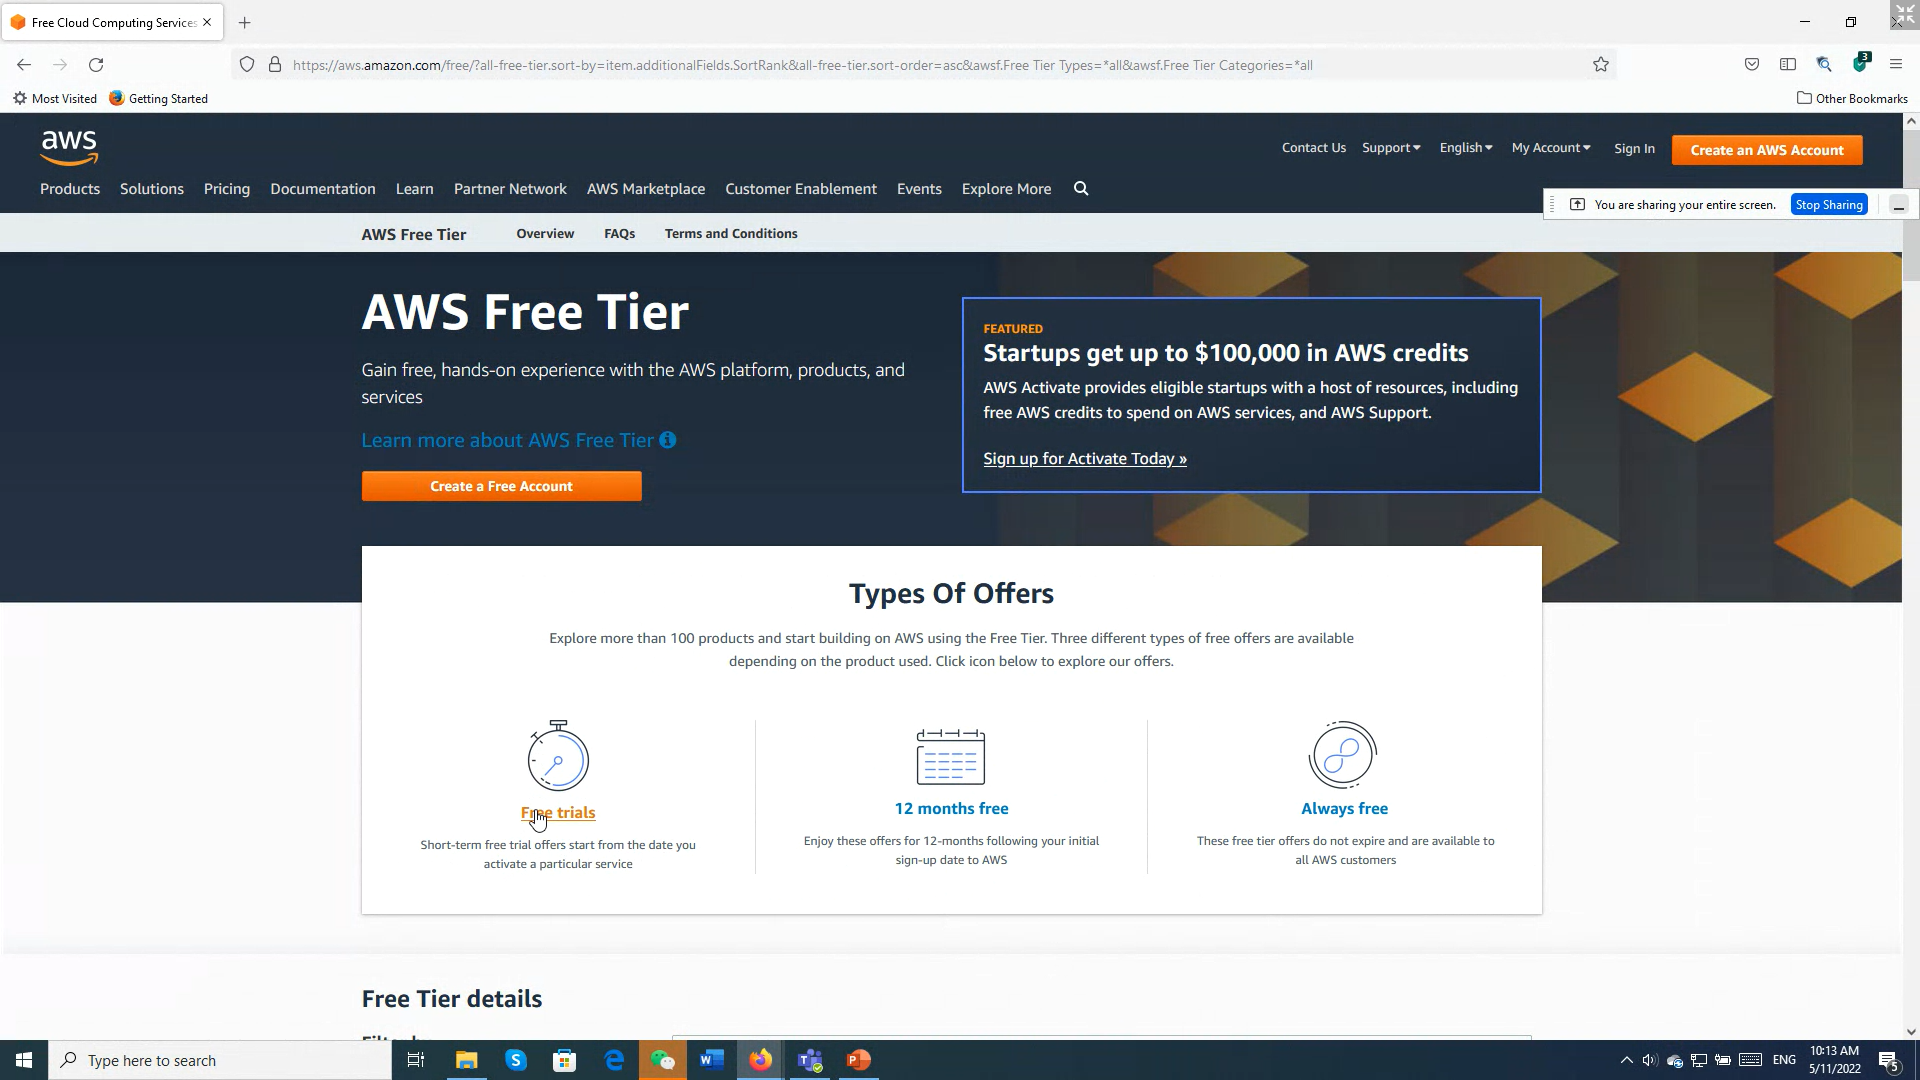 Free Cloud Computing Services
https://aws.amazon.com/free/?all-free-tier.sort-by=item.additionalFields.SortRank&all-free-tier.sort-order=asc&awsf.Free Tier Types=*all&awsf.Free Tier Categories=*all
3
Most Visited
Getting Started
Other Bookmarks
aws
Contact Us
Support
English
My Account
Sign In
Create an AWS Account
Products
Solutions
Pricing
Documentation
Learn
Partner Network
AWS Marketplace
Customer Enablement
Events
Explore More
You are sharing your entire screen.
Stop Sharing
AWS Free Tier
Overview
FAQs
Terms and Conditions
AWS Free Tier
Gain free, hands-on experience with the AWS platform, products, and
services
Learn more about AWS Free Tier
Create a Free Account
FEATURED
Startups get up to $100,000 in AWS credits
AWS Activate provides eligible startups with a host of resources, including
free AWS credits to spend on AWS services, and AWS Support.
Sign up for Activate Today »
Types Of Offers
Explore more than 100 products and start building on AWS using the Free Tier. Three different types of free offers are available
depending on the product used. Click icon below to explore our offers.
Free trials
Short-term free trial offers start from the date you
activate a particular service
12 months free
Enjoy these offers for 12-months following your initial
sign-up date to AWS
Always free
These free tier offers do not expire and are available to
all AWS customers
Free Tier details
Type here to search
ENG
10:13 AM
5/11/2022
5